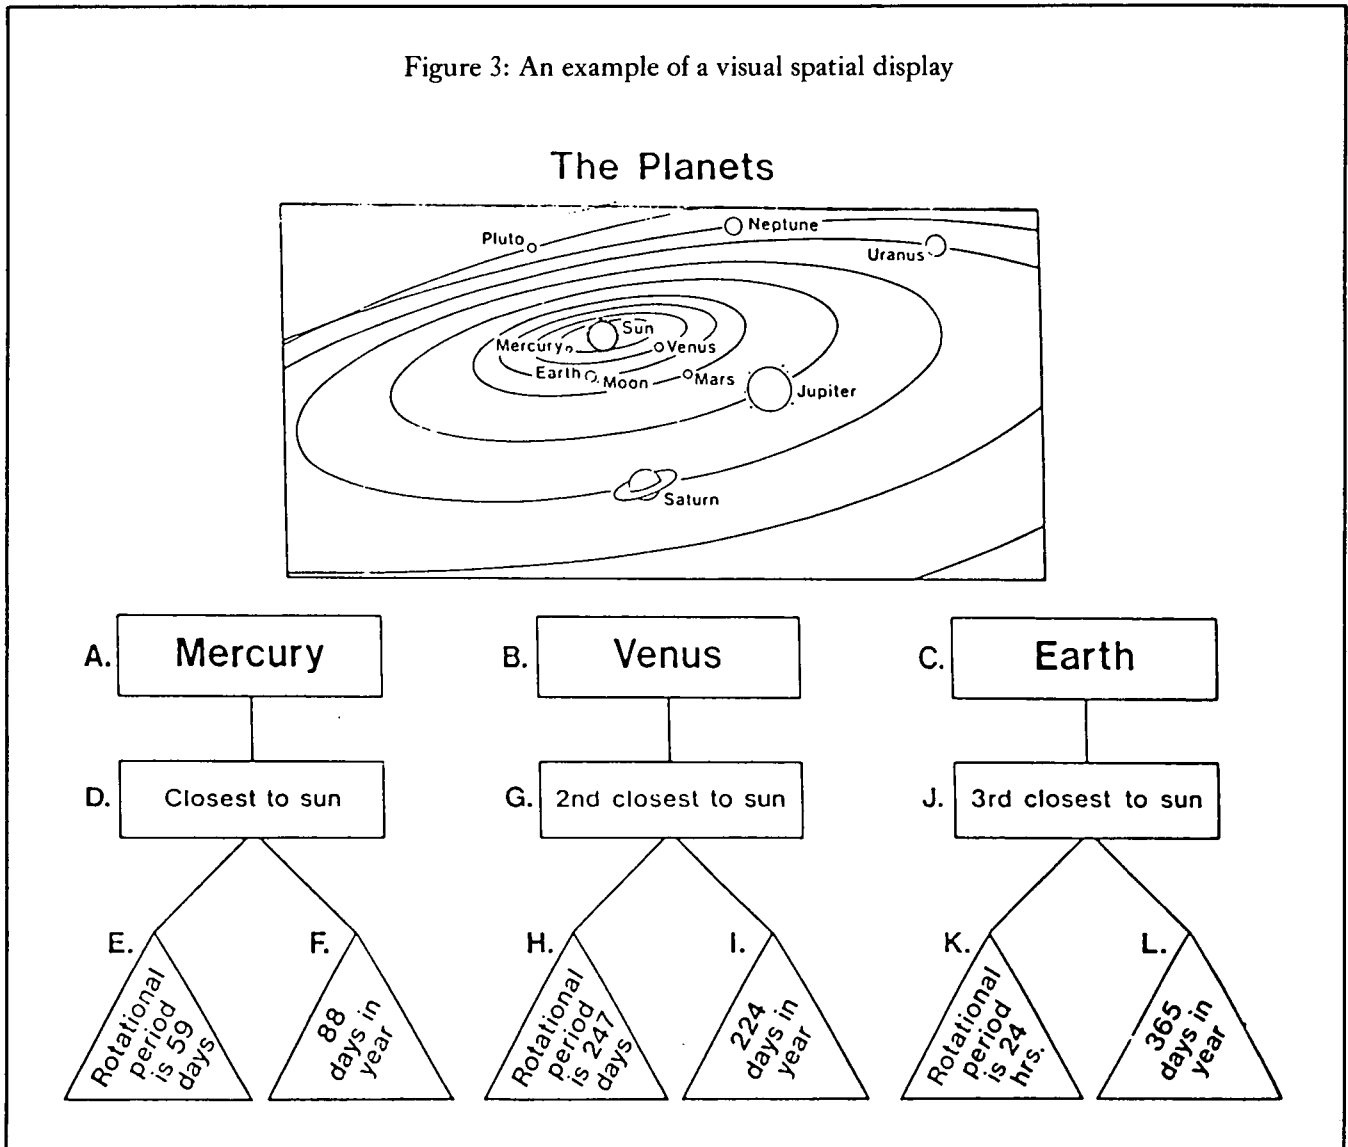 Figure 3: An example of a visual spatial display
The Planets
Neptune
Pluto
Uranus
Sun
Mercury
Venus
Earth
Moon
Mars
Jupiter
Saturn
A. Mercury
B. Venus
C. Earth
D. Closest to sun
G. 2nd closest to sun
J. 3rd closest to sun
E.
Rotational
period
is 59
days
F.
88
days in
year
H.
Rotational
period
is 247
days
I.
224
days in
year
K.
Rotational
period
is 24
hrs.
L.
365
days in
year